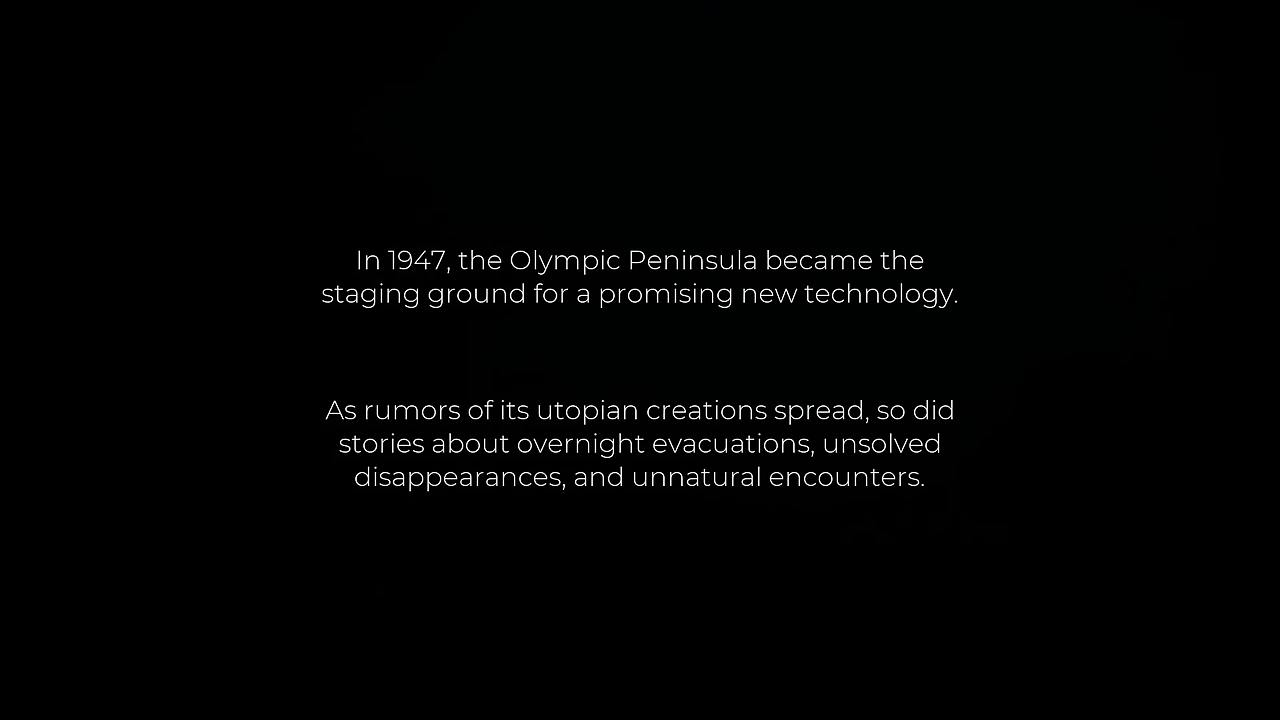 In 1947, the Olympic Peninsula became the
staging ground for a promising new technology.
As rumors of its utopian creations spread, so did
stories about overnight evacuations, unsolved
disappearances, and unnatural encounters.